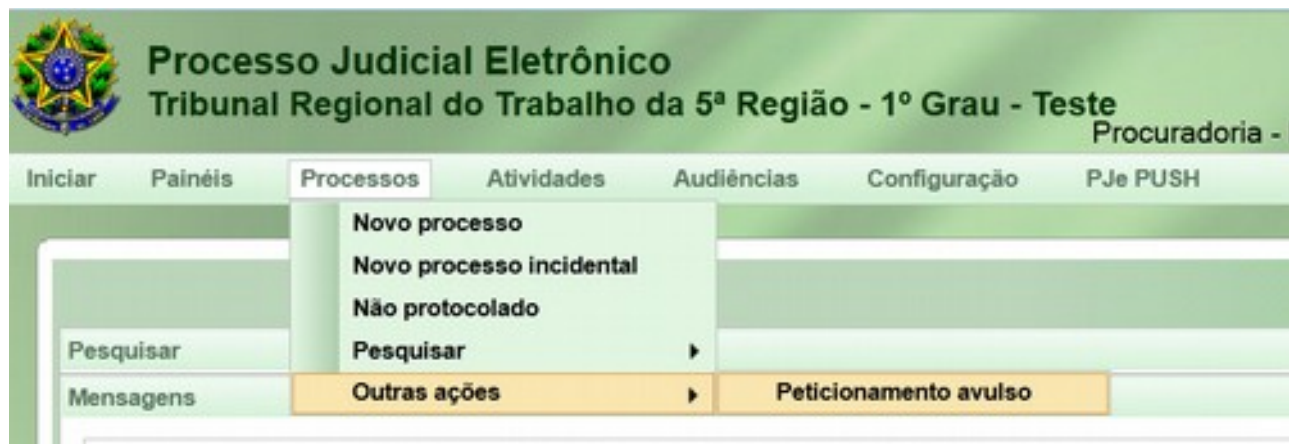 Processo Judicial Eletrônico
Tribunal Regional do Trabalho da 5ª Região - 1º Grau - Teste
Procuradoria -
Iniciar Painéis Processos Atividades Audiências Configuração PJe PUSH
Novo processo
Novo processo incidental
Não protocolado
Pesquisar Pesquisar
Mensagens Outras ações Peticionamento avulso